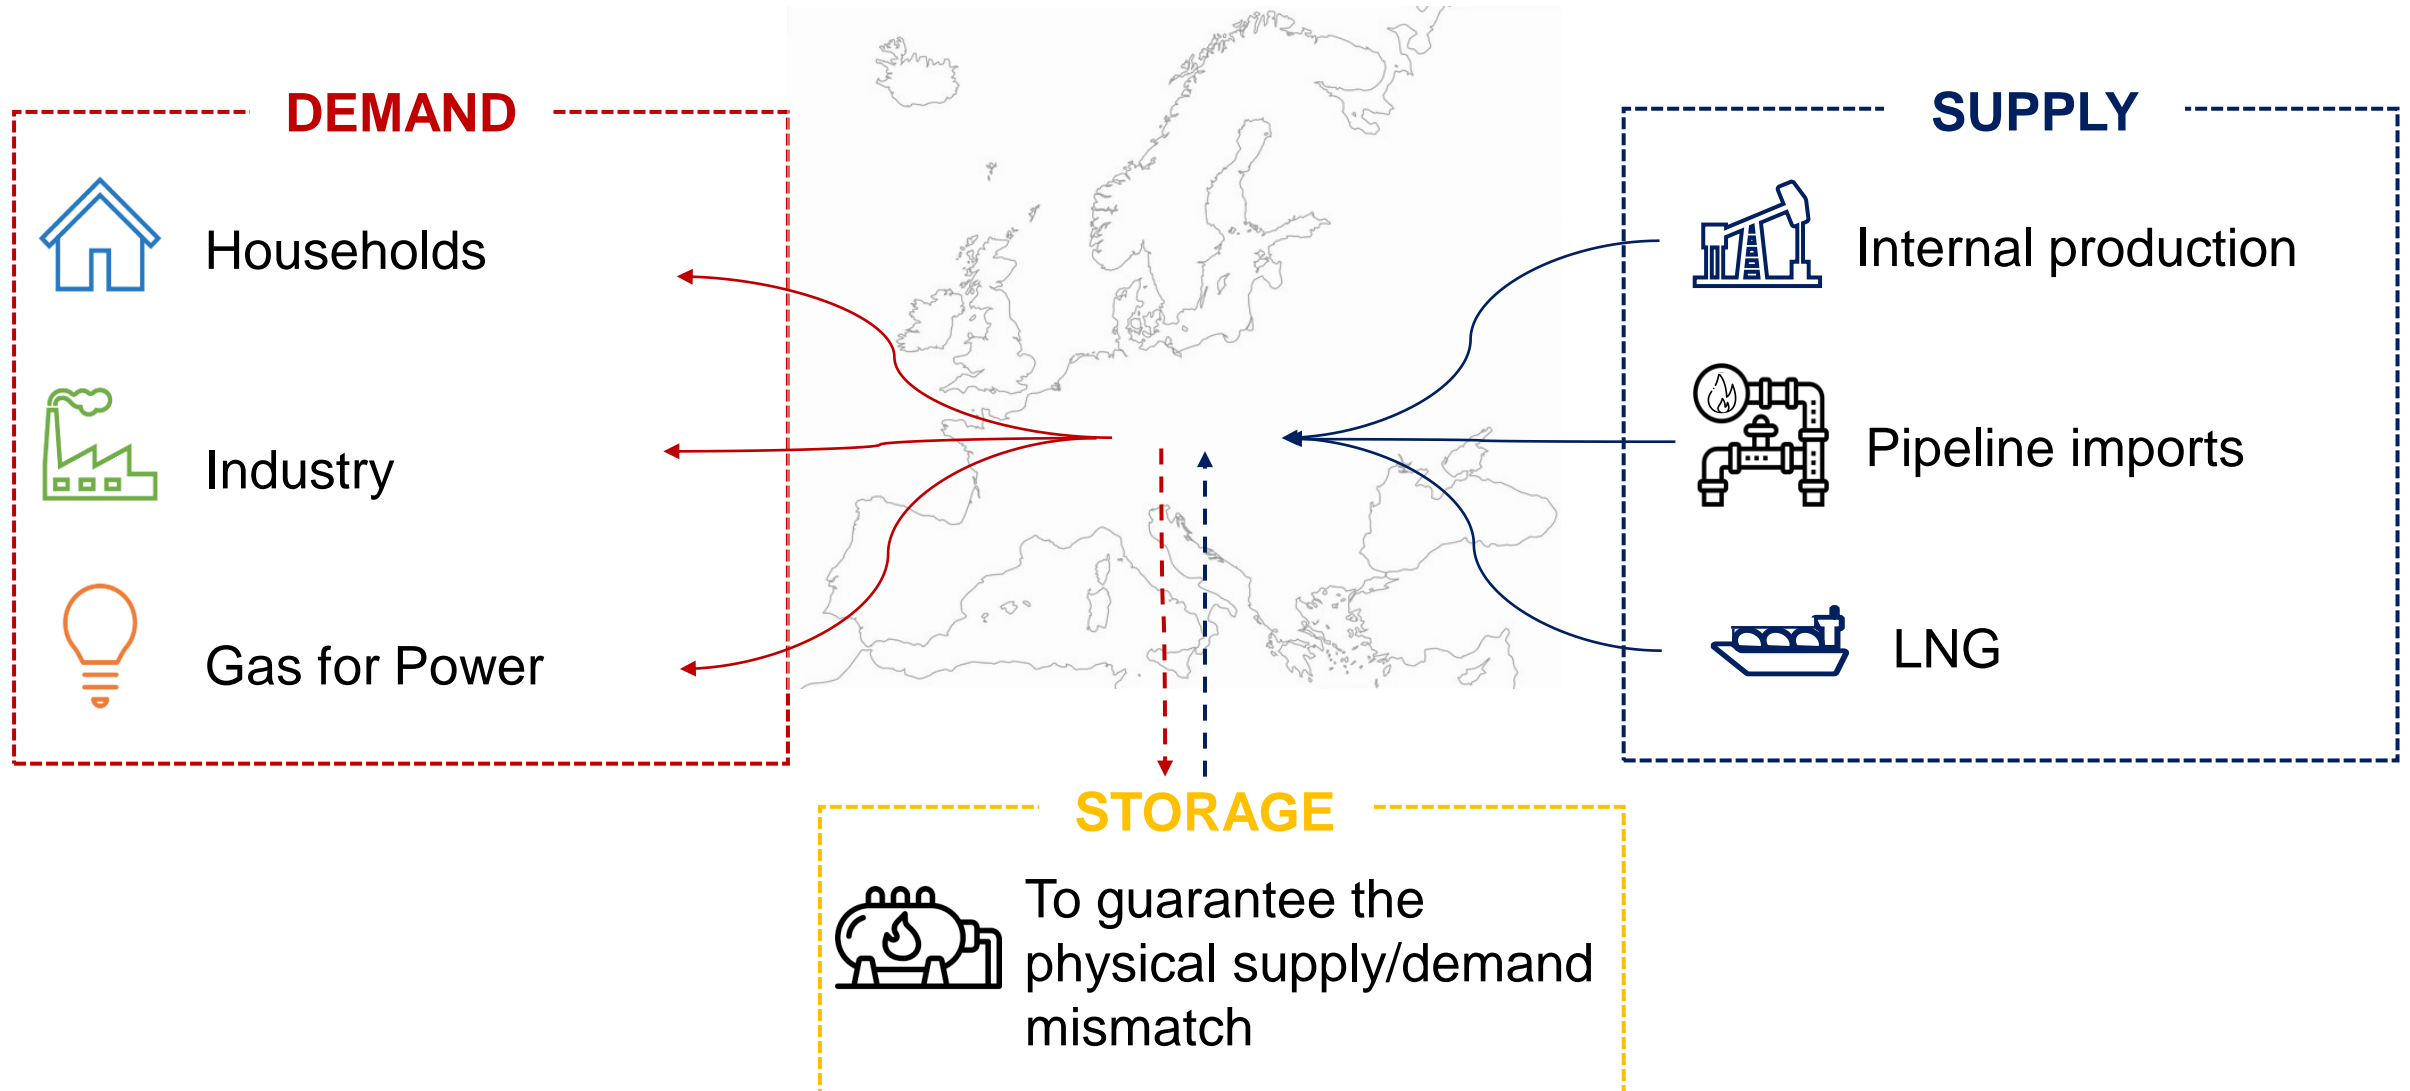 DEMAND
Households
Industry
Gas for Power
SUPPLY
Internal production
Pipeline imports
LNG
STORAGE
To guarantee the
physical supply/demand
mismatch